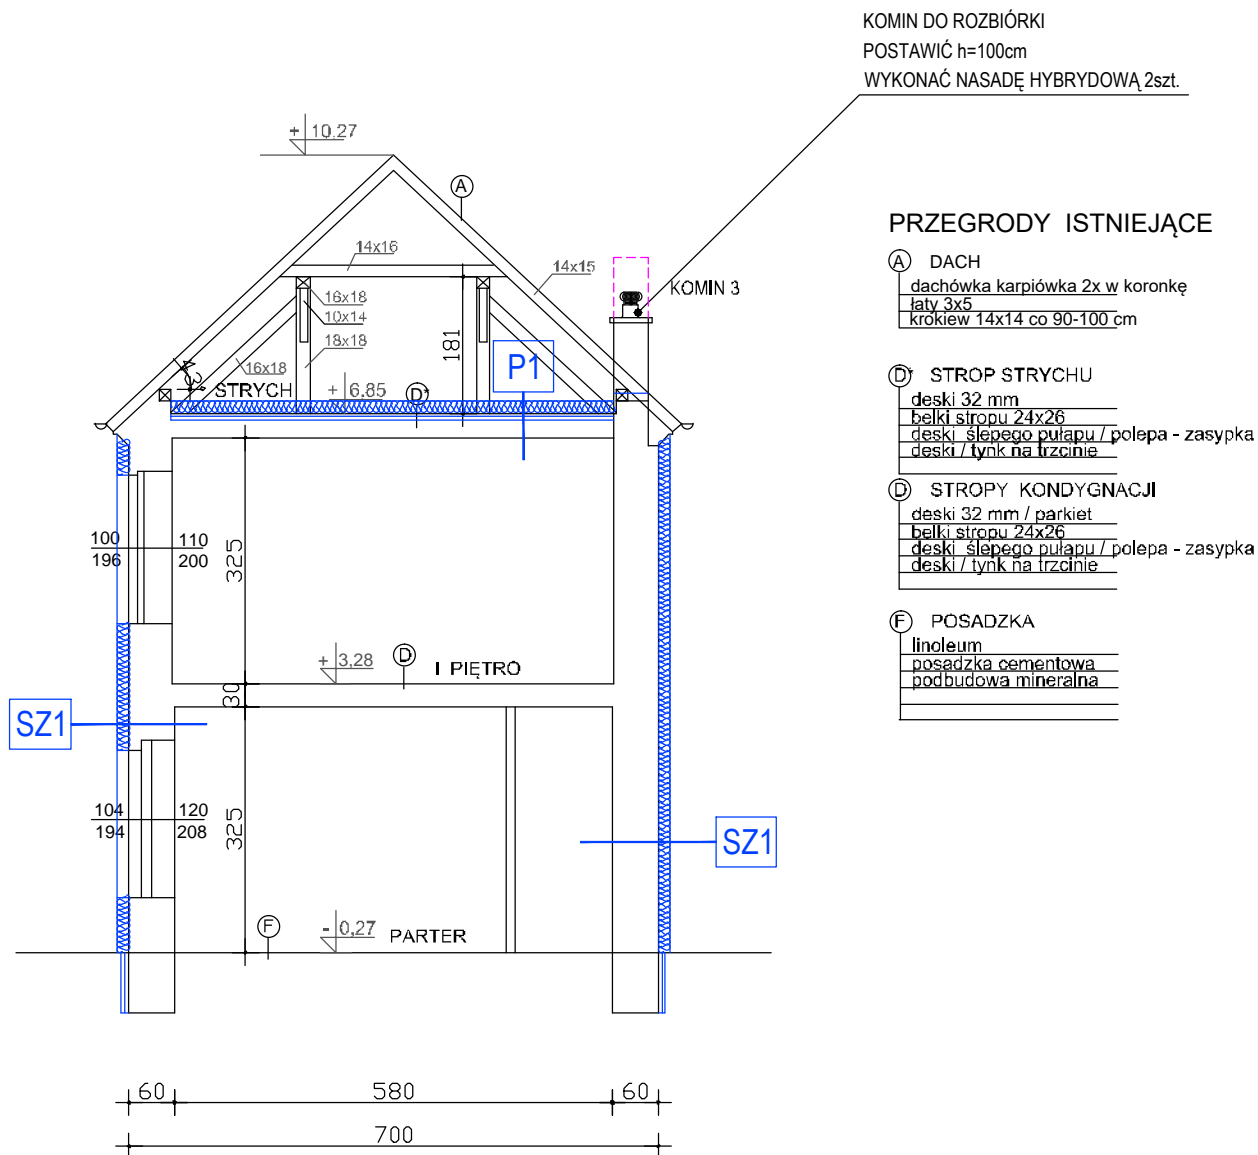 KOMIN DO ROZBIÓRKI
POSTAWIĆ h=100cm
WYKONAĆ NASADĘ HYBRYDOWĄ 2szt.
+ 10.27
A
14x16
14x15
KOMIN 3
16x18
10x14
18x18
181
16x18
43°
STRYCH
+ 6.85
D*
P1
100
196
110
200
325
+ 3,28
D
I PIĘTRO
30
SZ1
104
194
120
208
325
SZ1
F
- 0,27
PARTER
60
580
60
700
PRZEGRODY ISTNIEJĄCE
A DACH
dachówka karpiówka 2x w koronkę
łaty 3x5
krokiew 14x14 co 90-100 cm
D* STROP STRYCHU
deski 32 mm
belki stropu 24x26
deski ślepego pułapu / polepa - zasypka
deski / tynk na trzcinie
D STROPY KONDYGNACJI
deski 32 mm / parkiet
belki stropu 24x26
deski ślepego pułapu / polepa - zasypka
deski / tynk na trzcinie
F POSADZKA
linoleum
posadzka cementowa
podbudowa mineralna